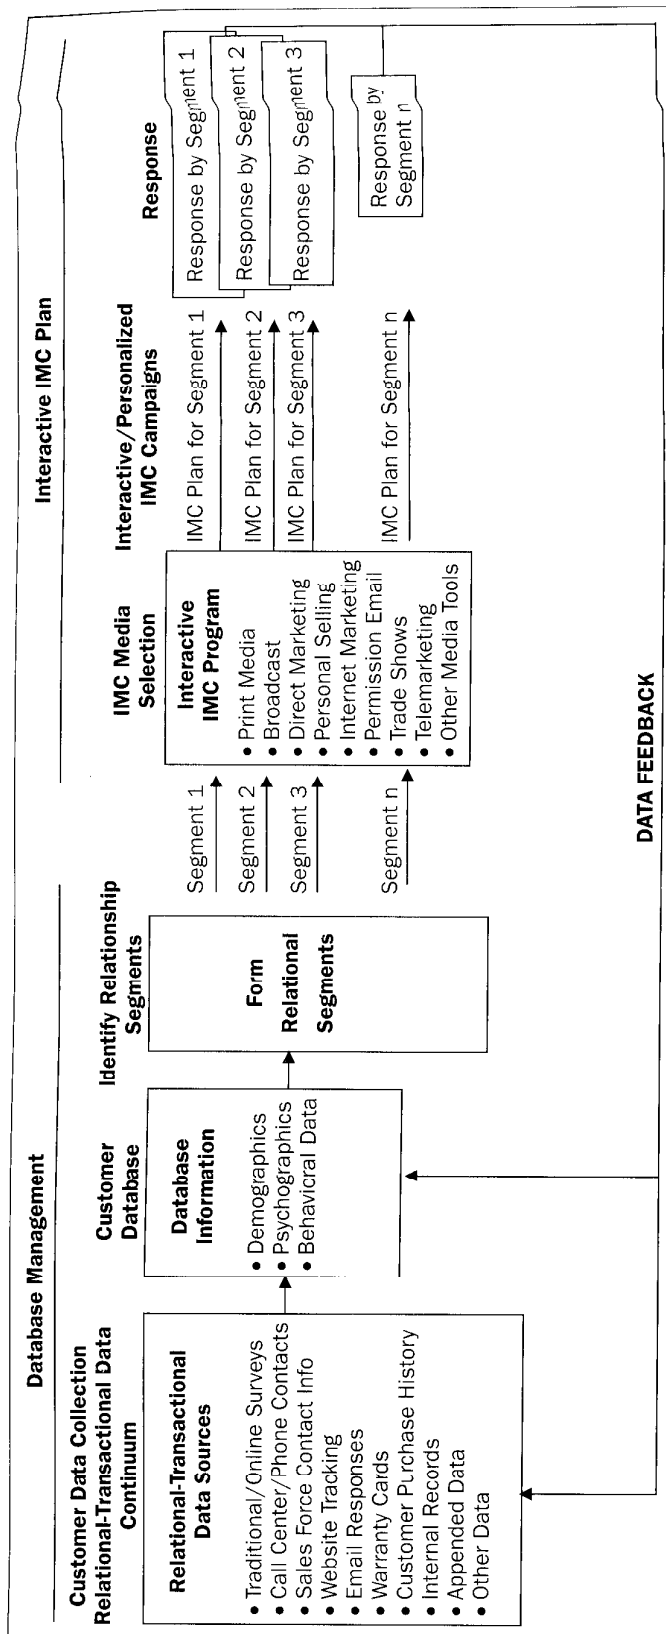 Database Management
Interactive IMC Plan
Customer Data Collection
Relational-Transactional Data
Continuum
Relational-Transactional
Data Sources
• Traditional/Online Surveys
• Call Center/Phone Contacts
• Sales Force Contact Info
• Website Tracking
• Email Responses
• Warranty Cards
• Customer Purchase History
• Internal Records
• Appended Data
• Other Data
Customer
Database
Database
Information
• Demographics
• Psychographics
• Behavicral Data
Identify Relationship
Segments
Form
Relational
Segments
Segment 1
Segment 2
Segment 3
Segment n
IMC Media
Selection
Interactive
IMC Program
• Print Media
• Broadcast
• Direct Marketing
• Personal Selling
• Internet Marketing
• Permission Email
• Trade Shows
• Telemarketing
• Other Media Tools
Interactive/Personalized
IMC Campaigns
IMC Plan for Segment 1
IMC Plan for Segment 2
IMC Plan for Segment 3
IMC Plan for Segment n
Response
Response by Segment 1
Response by Segment 2
Response by Segment 3
Response by
Segment n
DATA FEEDBACK